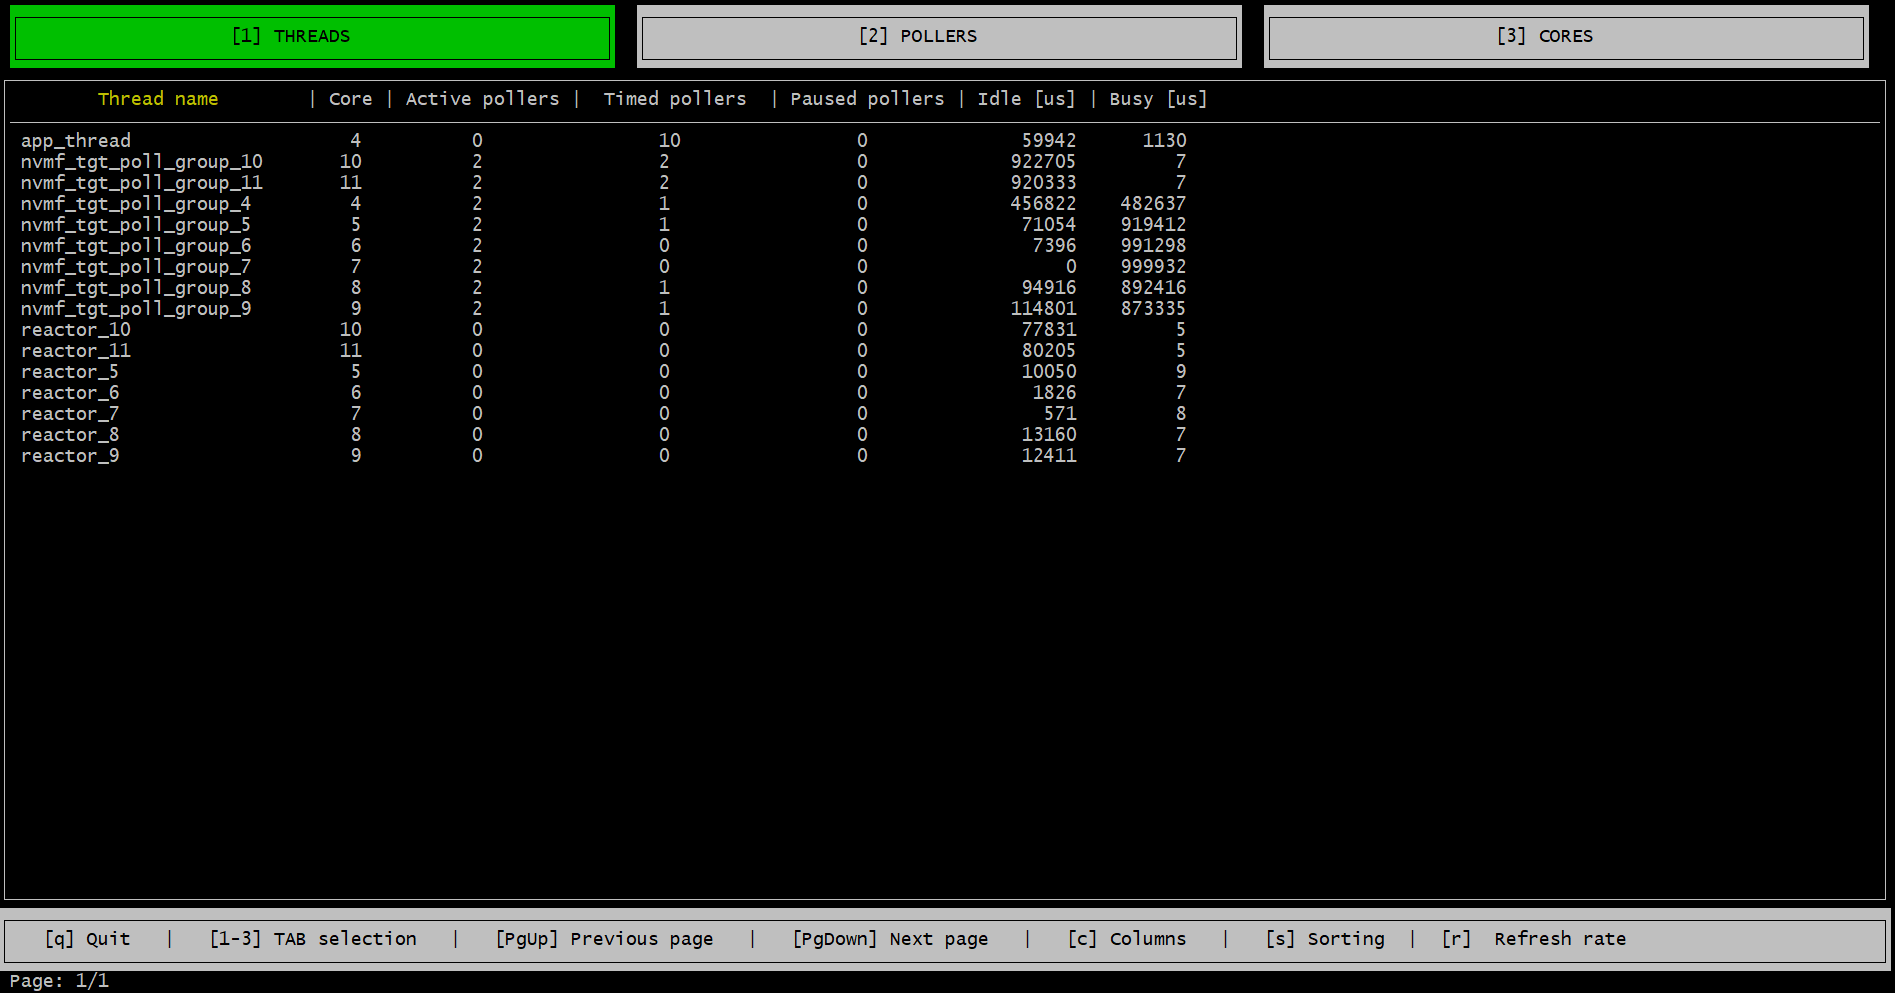 [1] THREADS [2] POLLERS [3] CORES
Thread name | Core | Active pollers | Timed pollers | Paused pollers | Idle [us] | Busy [us]
app_thread 4 0 10 0 59942 1130
nvmf_tgt_poll_group_10 10 2 2 0 922705 7
nvmf_tgt_poll_group_11 11 2 2 0 920333 7
nvmf_tgt_poll_group_4 4 2 1 0 456822 482637
nvmf_tgt_poll_group_5 5 2 1 0 71054 919412
nvmf_tgt_poll_group_6 6 2 0 0 7396 991298
nvmf_tgt_poll_group_7 7 2 0 0 0 999932
nvmf_tgt_poll_group_8 8 2 1 0 94916 892416
nvmf_tgt_poll_group_9 9 2 1 0 114801 873335
reactor_10 10 0 0 0 77831 5
reactor_11 11 0 0 0 80205 5
reactor_5 5 0 0 0 10050 9
reactor_6 6 0 0 0 1826 7
reactor_7 7 0 0 0 571 8
reactor_8 8 0 0 0 13160 7
reactor_9 9 0 0 0 12411 7
[q] Quit | [1-3] TAB selection | [PgUp] Previous page | [PgDown] Next page | [c] Columns | [s] Sorting | [r] Refresh rate
Page: 1/1